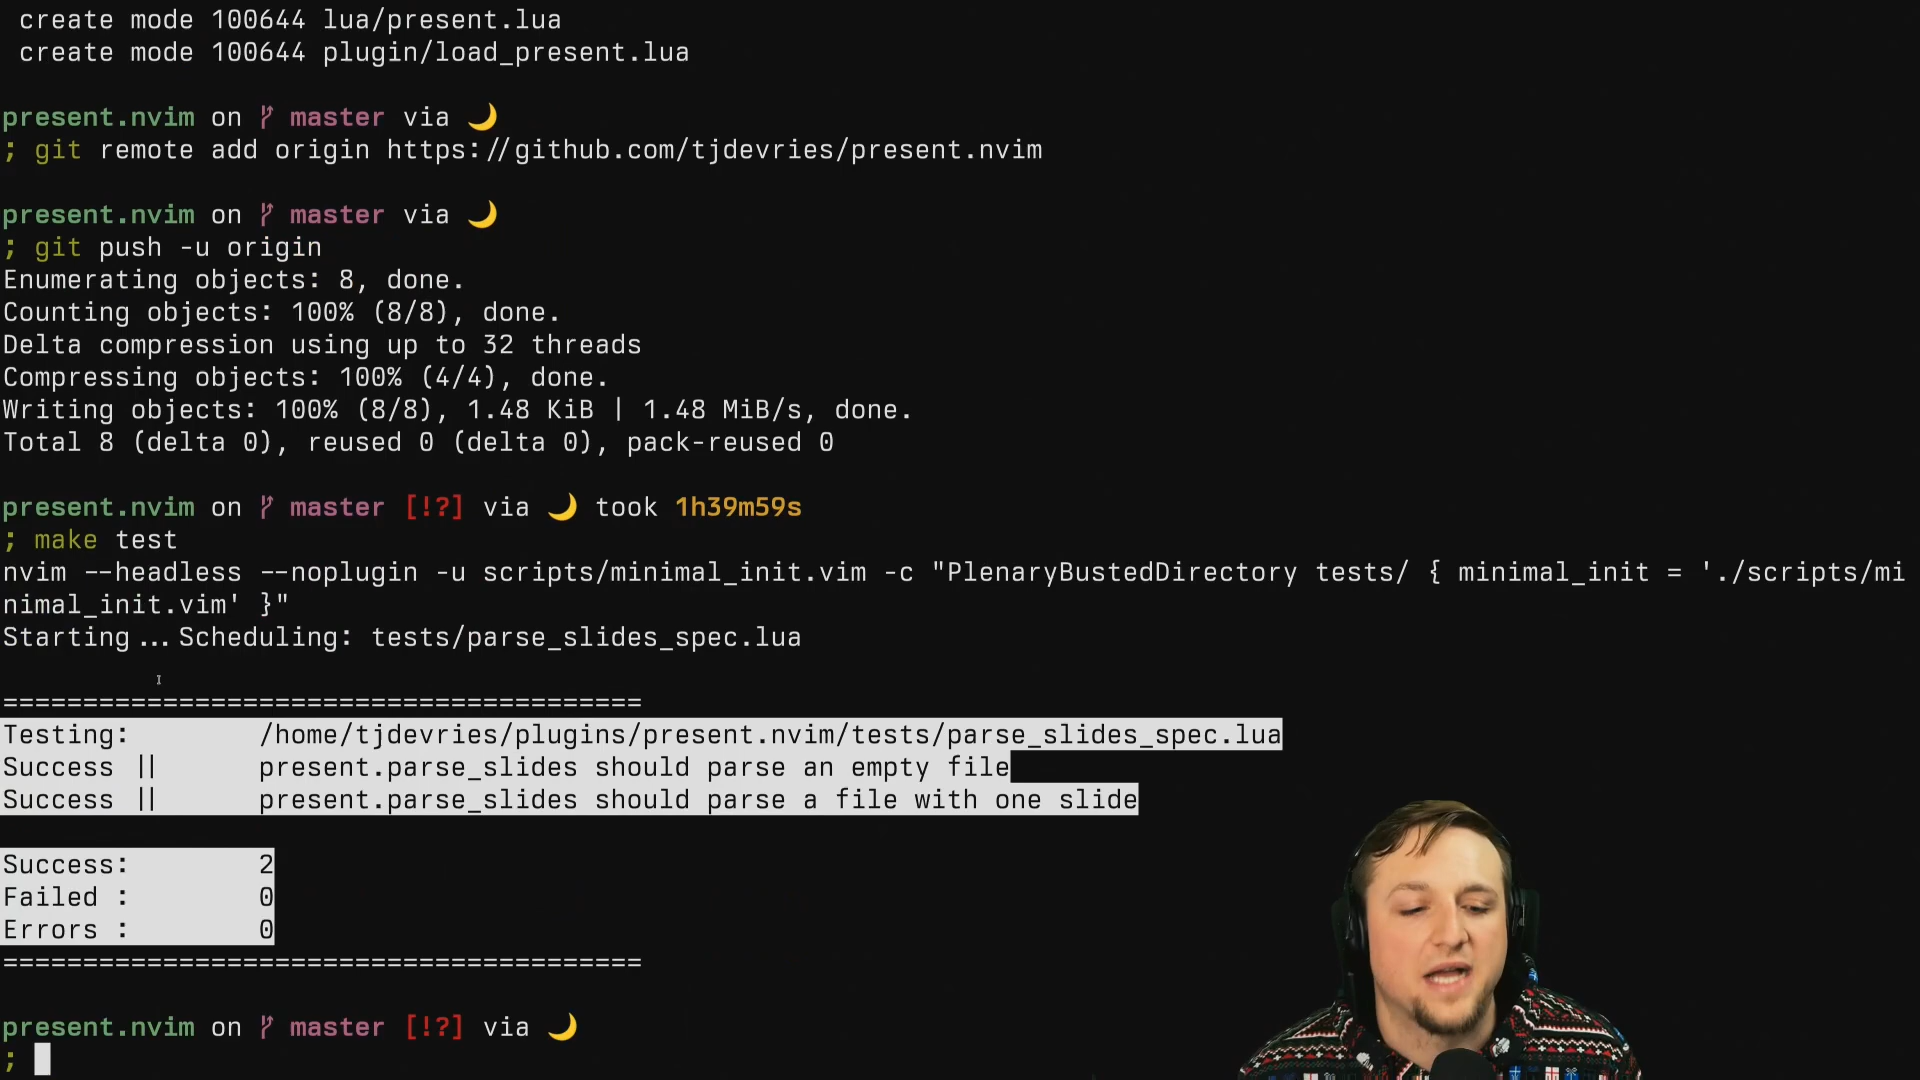 create mode 100644 lua/present.lua
create mode 100644 plugin/load_present.lua
present.nvim on master via 🌙
; git remote add origin https://github.com/tjdevries/present.nvim
present.nvim on master via 🌙
; git push -u origin
Enumerating objects: 8, done.
Counting objects: 100% (8/8), done.
Delta compression using up to 32 threads
Compressing objects: 100% (4/4), done.
Writing objects: 100% (8/8), 1.48 KiB | 1.48 MiB/s, done.
Total 8 (delta 0), reused 0 (delta 0), pack-reused 0
present.nvim on master [!?] via 🌙 took 1h39m59s
; make test
nvim --headless --noplugin -u scripts/minimal_init.vim -c "PlenaryBustedDirectory tests/ { minimal_init = './scripts/mi
nimal_init.vim' }"
Starting...Scheduling: tests/parse_slides_spec.lua
========================================
Testing: /home/tjdevries/plugins/present.nvim/tests/parse_slides_spec.lua
Success || present.parse_slides should parse an empty file
Success || present.parse_slides should parse a file with one slide
Success: 2
Failed : 0
Errors : 0
========================================
present.nvim on master [!?] via 🌙
;